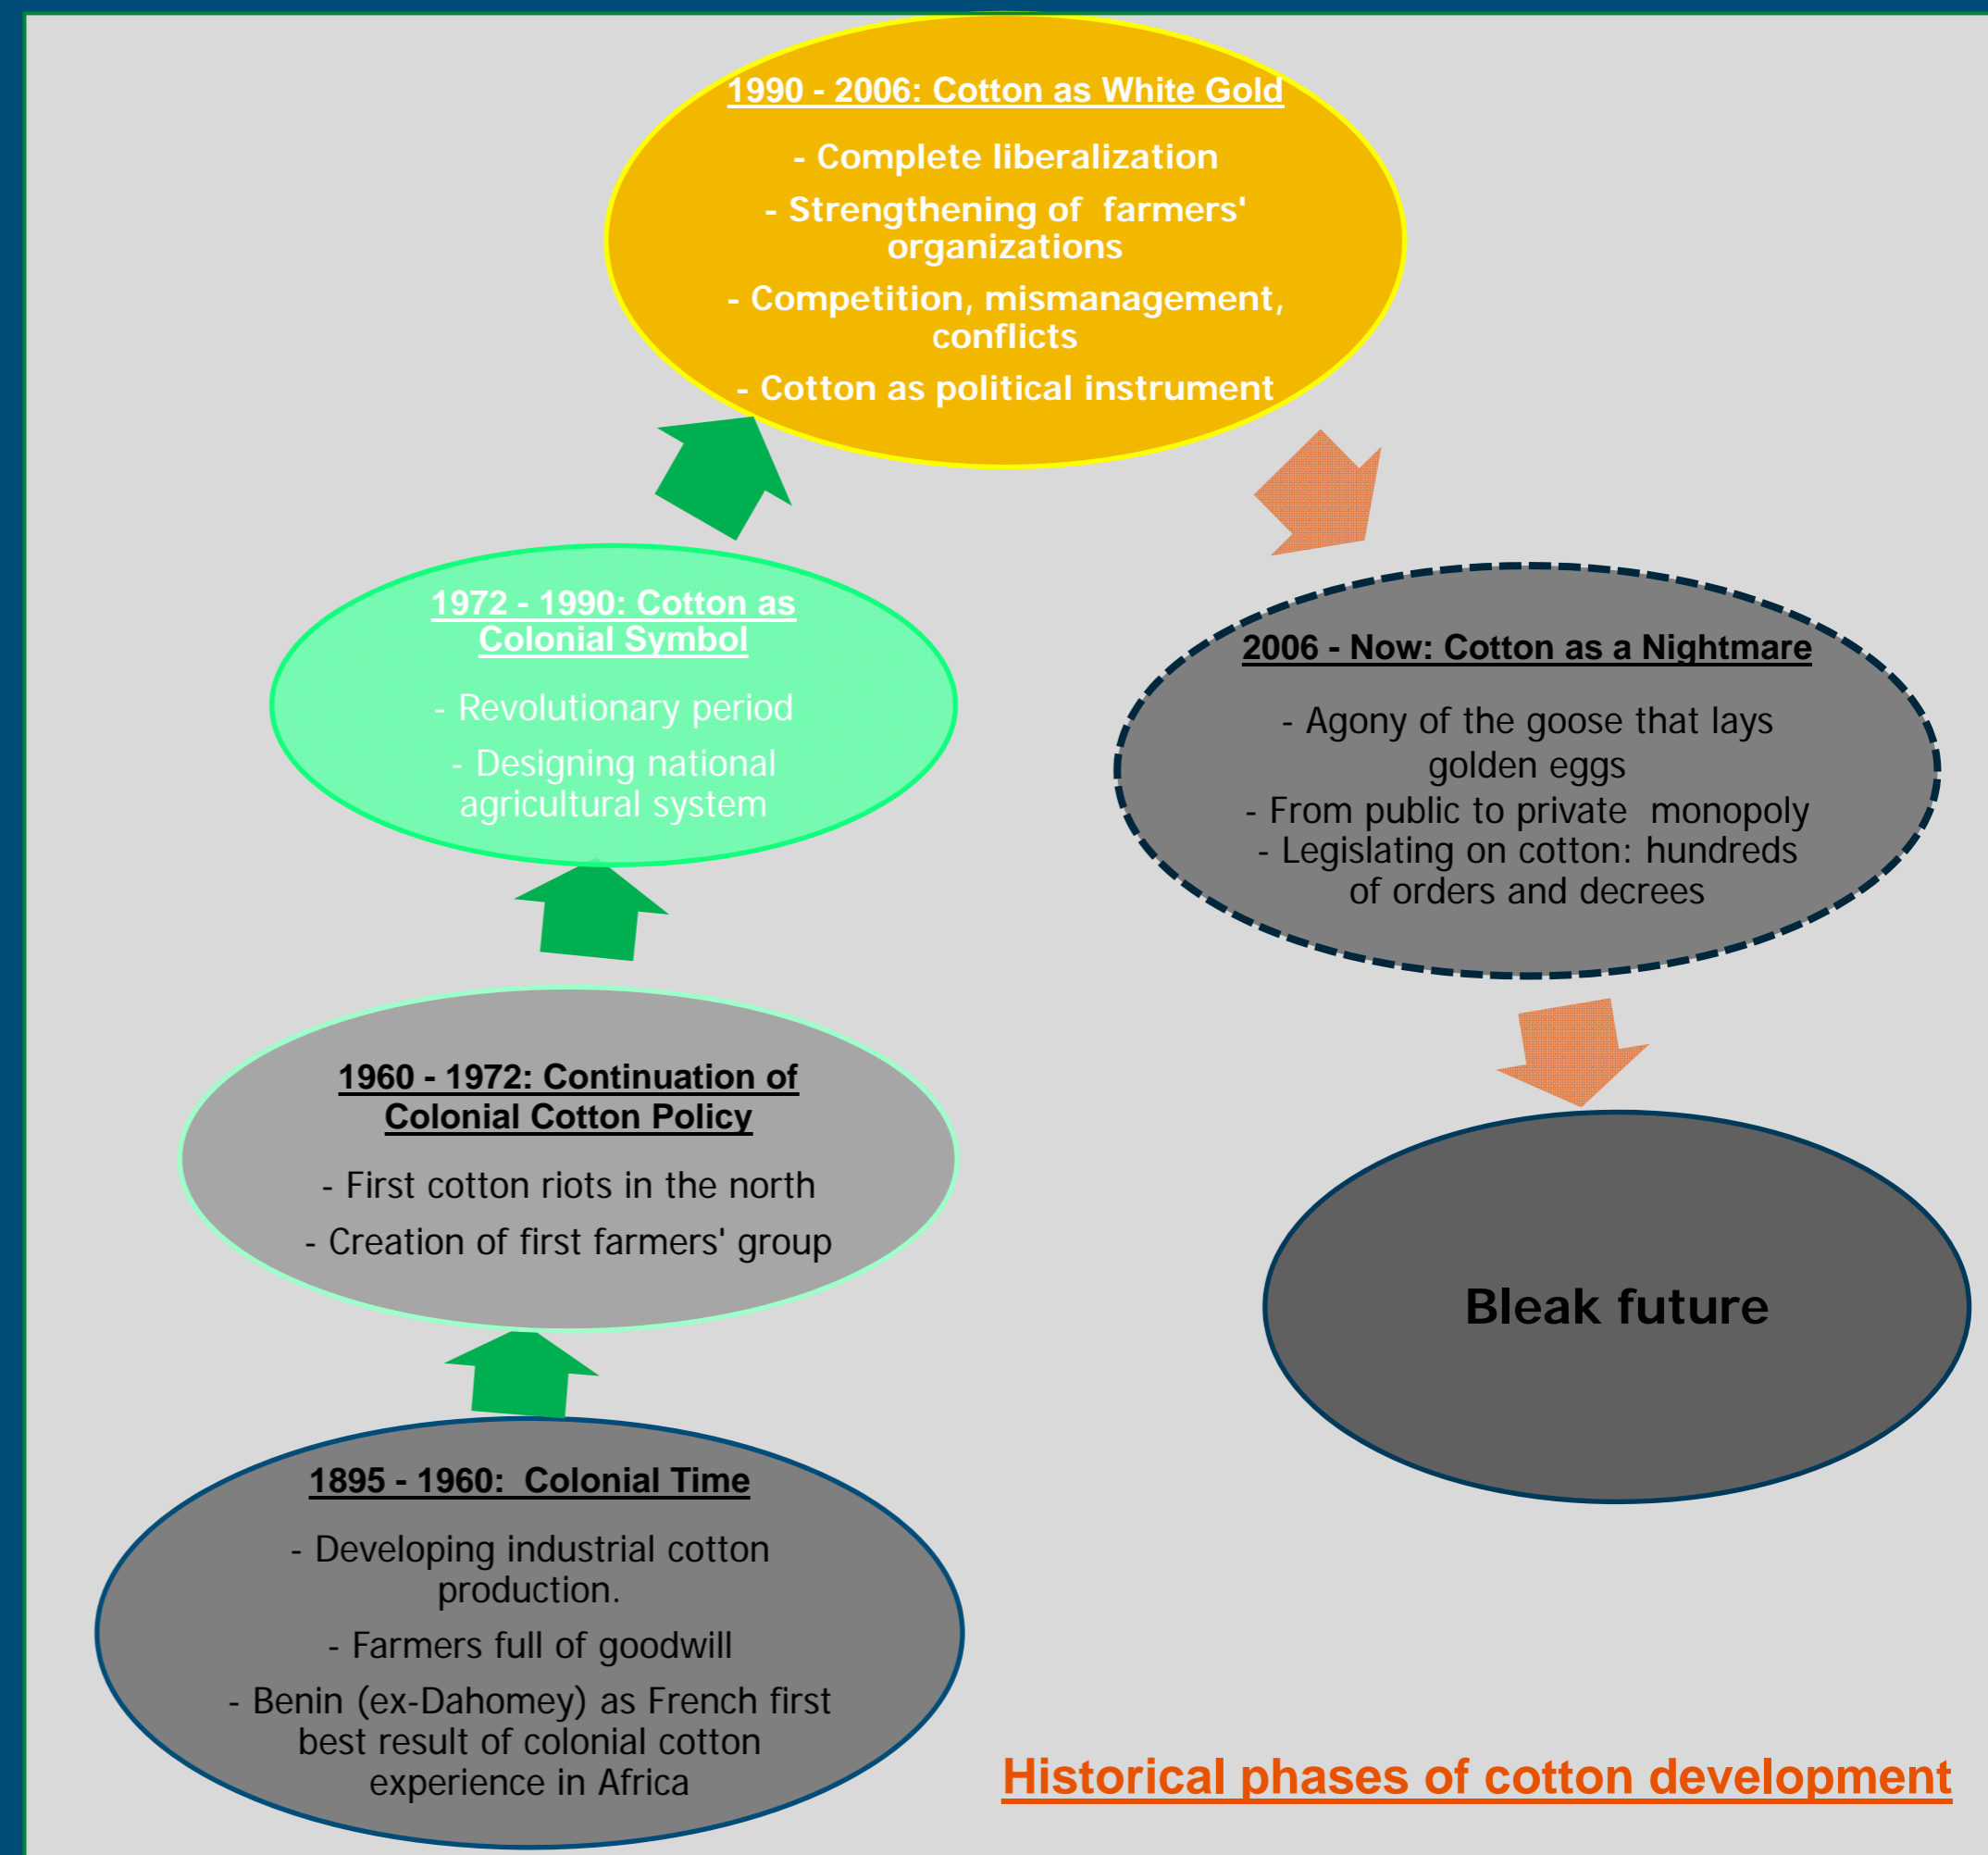 1990 - 2006: Cotton as White Gold
- Complete liberalization
- Strengthening of farmers'
organizations
- Competition, mismanagement,
conflicts
- Cotton as political instrument
1972 - 1990: Cotton as
Colonial Symbol
- Revolutionary period
- Designing national
agricultural system
2006 - Now: Cotton as a Nightmare
- Agony of the goose that lays
golden eggs
- From public to private monopoly
- Legislating on cotton: hundreds
of orders and decrees
1960 - 1972: Continuation of
Colonial Cotton Policy
- First cotton riots in the north
- Creation of first farmers' group
Bleak future
1895 - 1960: Colonial Time
- Developing industrial cotton
production.
- Farmers full of goodwill
- Benin (ex-Dahomey) as French first
best result of colonial cotton
experience in Africa
Historical phases of cotton development